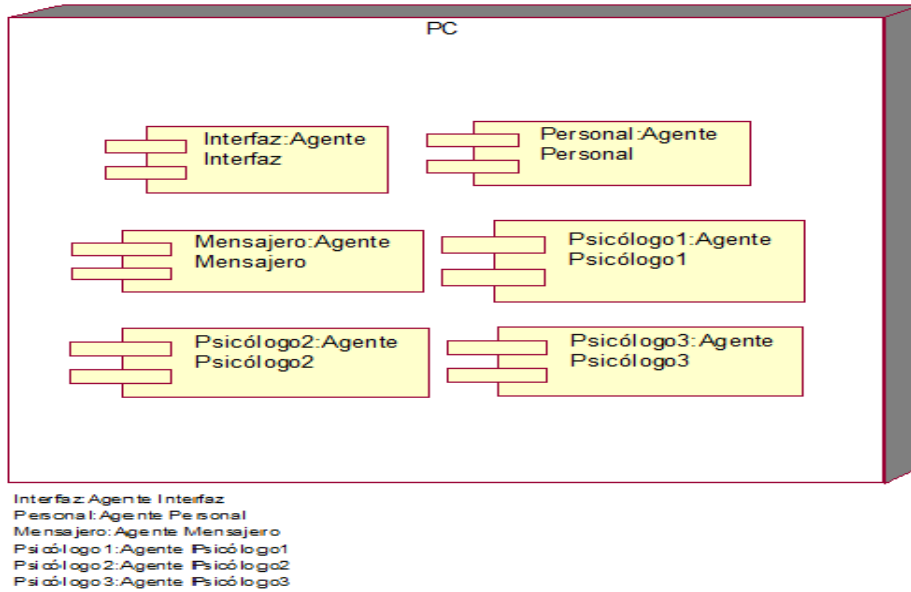 PC
Interfaz:Agente
Interfaz
Personal:Agente
Personal
Mensajero:Agente
Mensajero
Psicólogo1:Agente
Psicólogo1
Psicólogo2:Agente
Psicólogo2
Psicólogo3:Agente
Psicólogo3
Interfaz:Agente Interfaz
Personal:Agente Personal
Mensajero:Agente Mensajero
Psicólogo1:Agente Psicólogo1
Psicólogo2:Agente Psicólogo2
Psicólogo3:Agente Psicólogo3